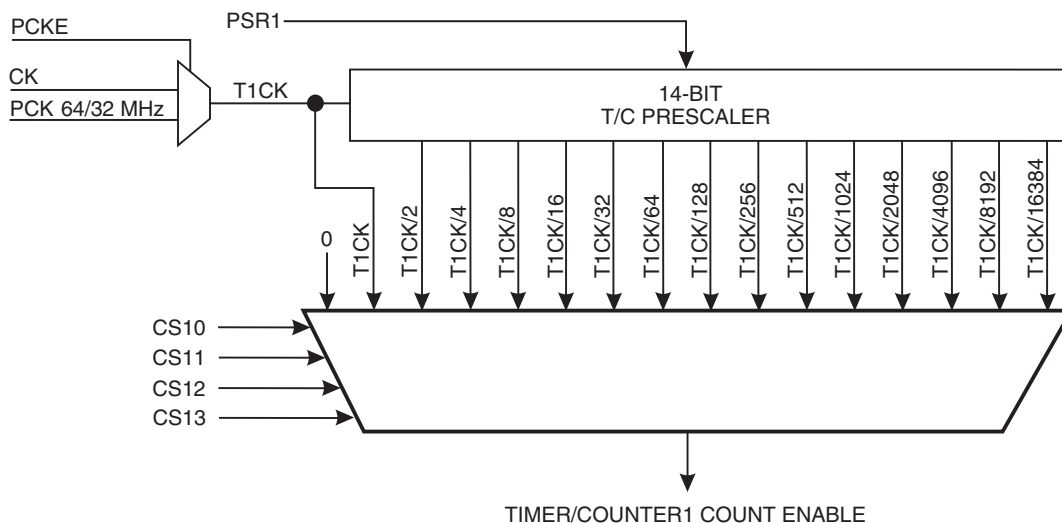 PSR1
PCKE
CK
PCK 64/32 MHz
T1CK
14-BIT
T/C PRESCALER
0
T1CK
T1CK/2
T1CK/4
T1CK/8
T1CK/16
T1CK/32
T1CK/64
T1CK/128
T1CK/256
T1CK/512
T1CK/1024
T1CK/2048
T1CK/4096
T1CK/8192
T1CK/16384
CS10
CS11
CS12
CS13
TIMER/COUNTER1 COUNT ENABLE